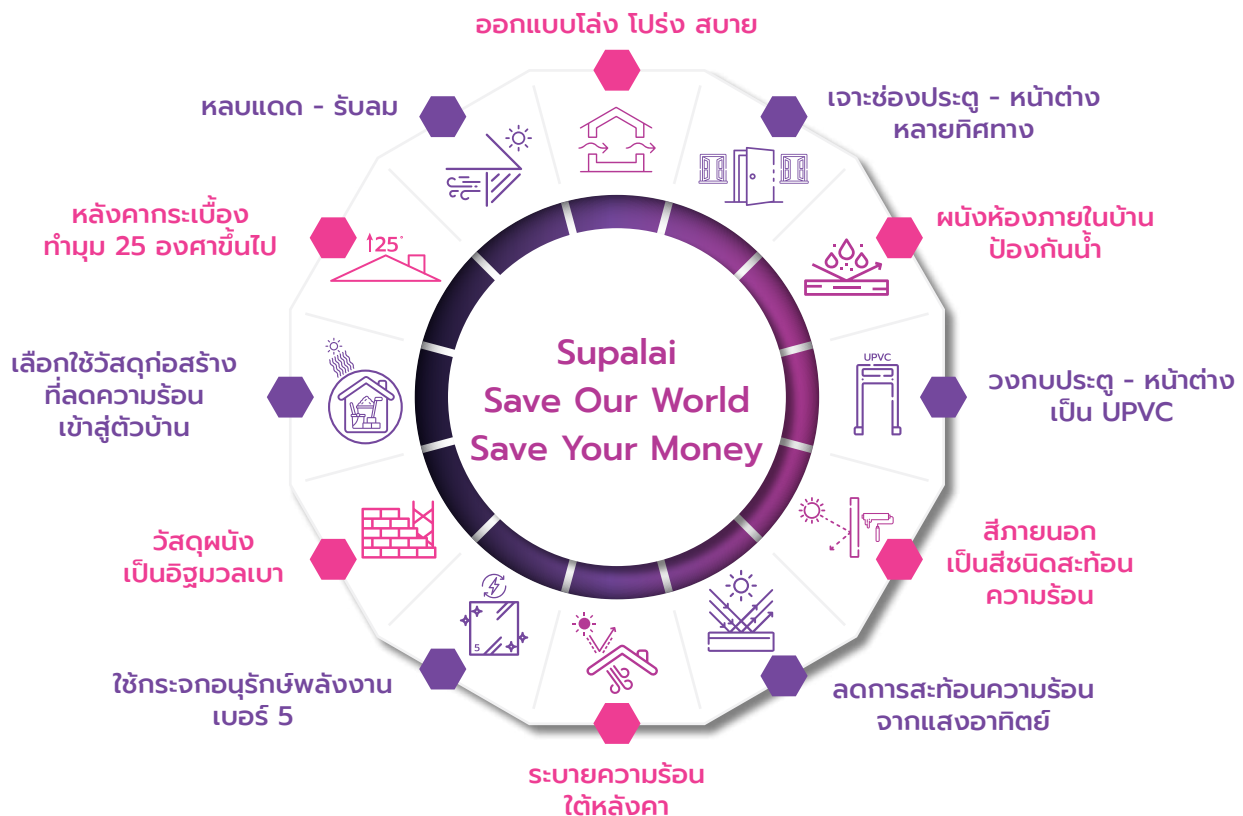 ออกแบบโล่ง โปร่ง สบาย
เจาะช่องประตู - หน้าต่าง
หลายทิศทาง
ผนังห้องภายในบ้าน
ป้องกันน้ำ
UPVC
วงกบประตู - หน้าต่าง
เป็น UPVC
สีภายนอก
เป็นสีชนิดสะท้อน
ความร้อน
ลดการสะท้อนความร้อน
จากแสงอาทิตย์
ระบายความร้อน
ใต้หลังคา
ใช้กระจกอนุรักษ์พลังงาน
เบอร์ 5
5
วัสดุผนัง
เป็นอิฐมวลเบา
เลือกใช้วัสดุก่อสร้าง
ที่ลดความร้อน
เข้าสู่ตัวบ้าน
หลังคากระเบื้อง
ทำมุม 25 องศาขึ้นไป
25°
หลบแดด - รับลม
Supalai
Save Our World
Save Your Money